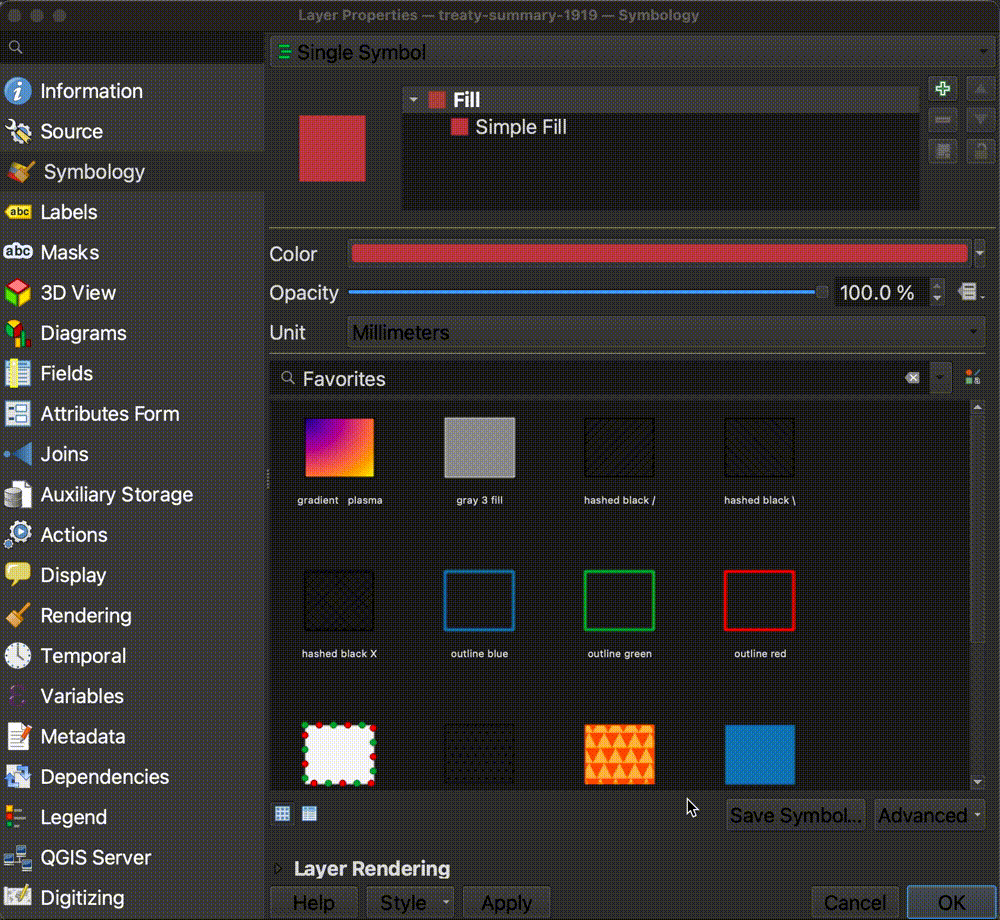 Layer Properties — treaty-summary-1919 — Symbology
Single Symbol
Information
Source
Symbology
Labels
Masks
3D View
Diagrams
Fields
Attributes Form
Joins
Auxiliary Storage
Actions
Display
Rendering
Temporal
Variables
Metadata
Dependencies
Legend
QGIS Server
Digitizing
Fill
Simple Fill
Color
Opacity
100.0 %
Unit
Millimeters
Favorites
gradient plasma
gray 3 fill
hashed black /
hashed black \
hashed black X
outline blue
outline green
outline red
Save Symbol...
Advanced
Layer Rendering
Help
Style
Apply
Cancel
OK
abc
abc